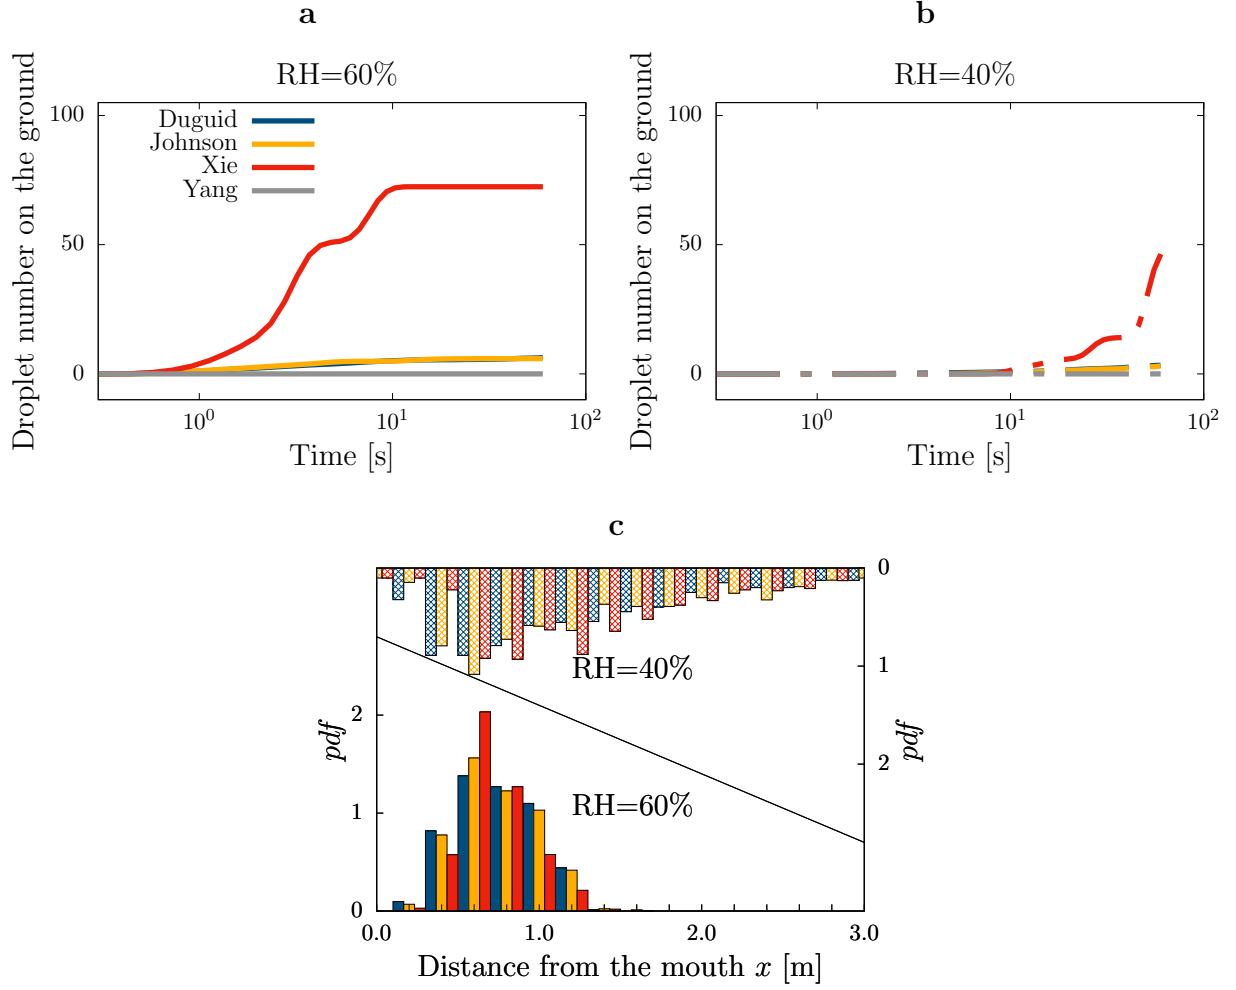 a
RH=60%
Droplet number on the ground
100
50
0
Duguid
Johnson
Xie
Yang
10^0
10^1
10^2
Time [s]
b
RH=40%
Droplet number on the ground
100
50
0
10^0
10^1
10^2
Time [s]
c
0
1
2
pdf
RH=40%
2
1
0
pdf
RH=60%
0.0
1.0
2.0
3.0
Distance from the mouth x [m]